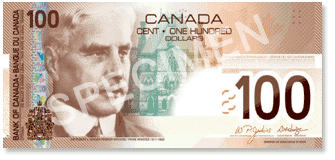 100
CANADA
CENT • ONE HUNDRED
DOLLARS
SPECIMEN
BANK OF CANADA • BANQUE DU CANADA
100